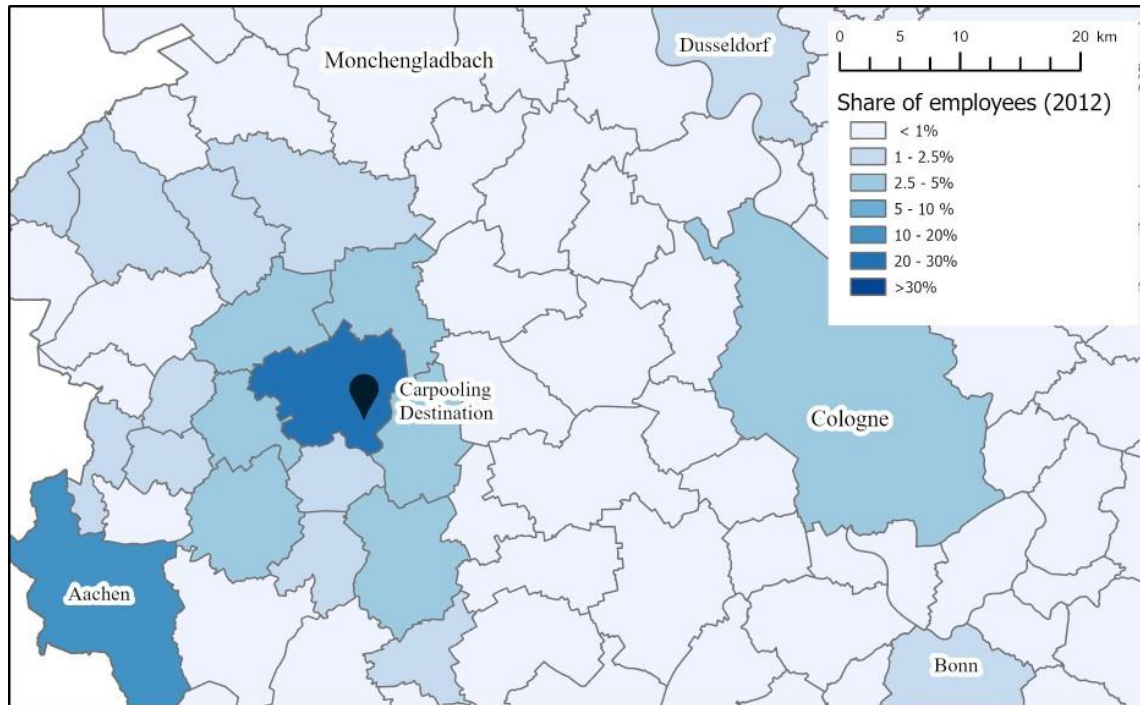 Monchengladbach
Dusseldorf
0 5 10 20 km
Share of employees (2012)
< 1%
1 - 2.5%
2.5 - 5%
5 - 10 %
10 - 20%
20 - 30%
>30%
Carpooling
Destination
Cologne
Aachen
Bonn